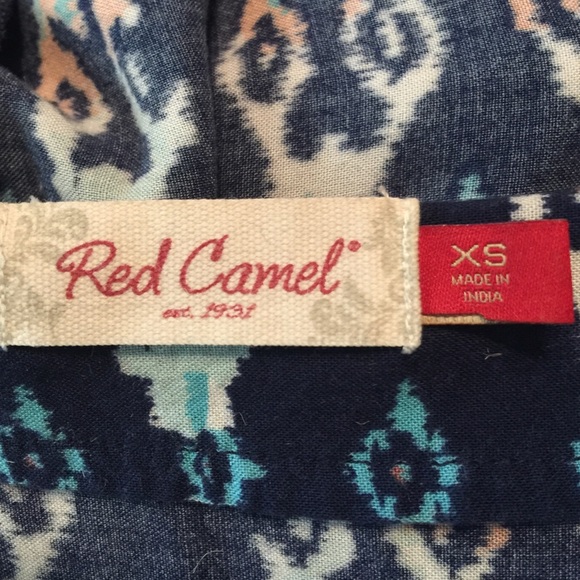 Red Camel®
est. 1931
XS
MADE IN
INDIA